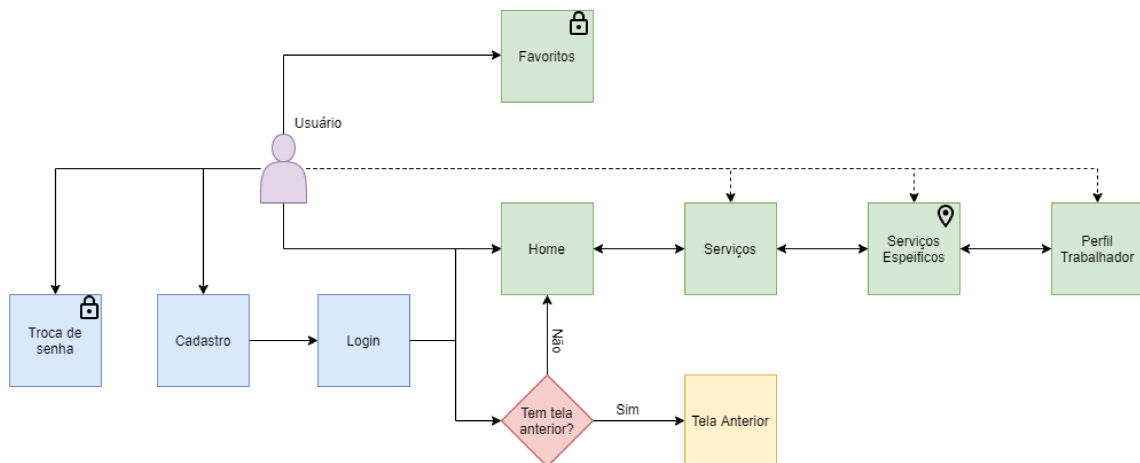 Favoritos
Usuário
Home
Serviços
Serviços
Espeificos
Perfil
Trabalhador
Troca de
senha
Cadastro
Login
Não
Tem tela
anterior?
Sim
Tela Anterior